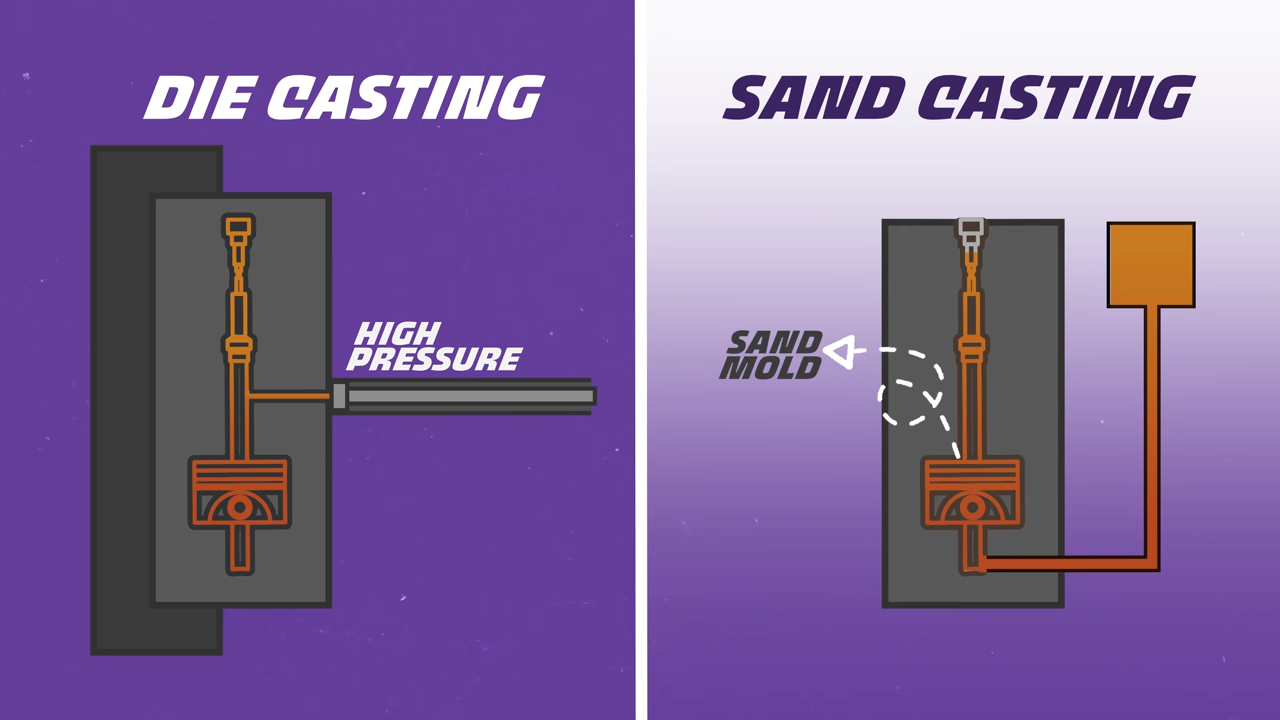 DIE CASTING
HIGH
PRESSURE
SAND CASTING
SAND
MOLD